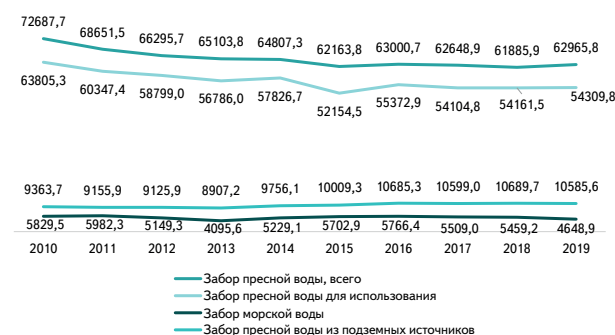 72687,7 68651,5 66295,7 65103,8 64807,3 62163,8 63000,7 62648,9 61885,9 62965,8
63805,3 60347,4 58799,0 56786,0 57826,7 52154,5 55372,9 54104,8 54161,5 54309,8
9363,7 9155,9 9125,9 8907,2 9756,1 10009,3 10685,3 10599,0 10689,7 10585,6
5829,5 5982,3 5149,3 4095,6 5229,1 5702,9 5766,4 5509,0 5459,2 4648,9
2010 2011 2012 2013 2014 2015 2016 2017 2018 2019
Забор пресной воды, всего
Забор пресной воды для использования
Забор морской воды
Забор пресной воды из подземных источников